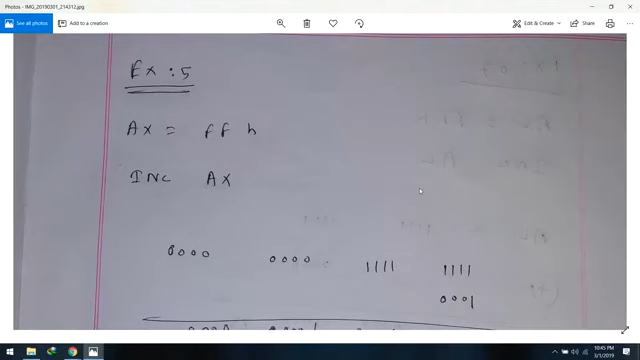 Photos - IMG_20190301_214312.jpg
See all photos
Add to a creation
Edit & Create
Share
Ex : 5
AX = FF h
INC AX
0000 0000 1111 1111
0001
10:45 PM
3/1/2019